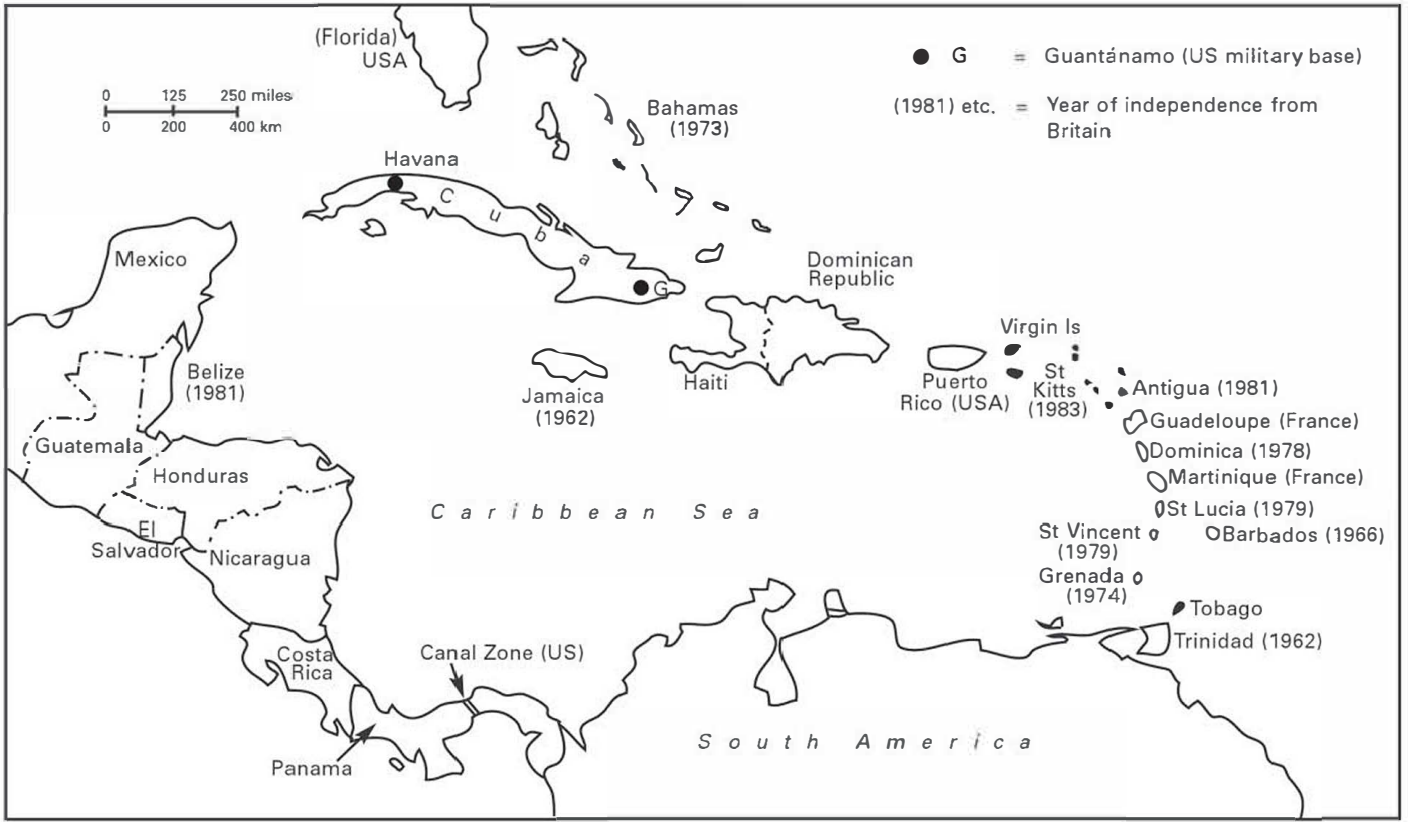 (Florida)
USA
● G = Guantánamo (US military base)
(1981) etc. = Year of independence from
Britain
0 125 250 miles
0 200 400 km
Bahamas
(1973)
Havana
Cuba
G
Mexico
Dominican
Republic
Virgin Is
Belize
(1981)
Jamaica
(1962)
Haiti
Puerto
Rico (USA)
St
Kitts
(1983)
Antigua (1981)
Guadeloupe (France)
Dominica (1978)
Martinique (France)
St Lucia (1979)
St Vincent
(1979)
Barbados (1966)
Grenada
(1974)
Tobago
Trinidad (1962)
Guatemala
Honduras
El
Salvador
Nicaragua
Caribbean Sea
Costa
Rica
Canal Zone (US)
Panama
South America